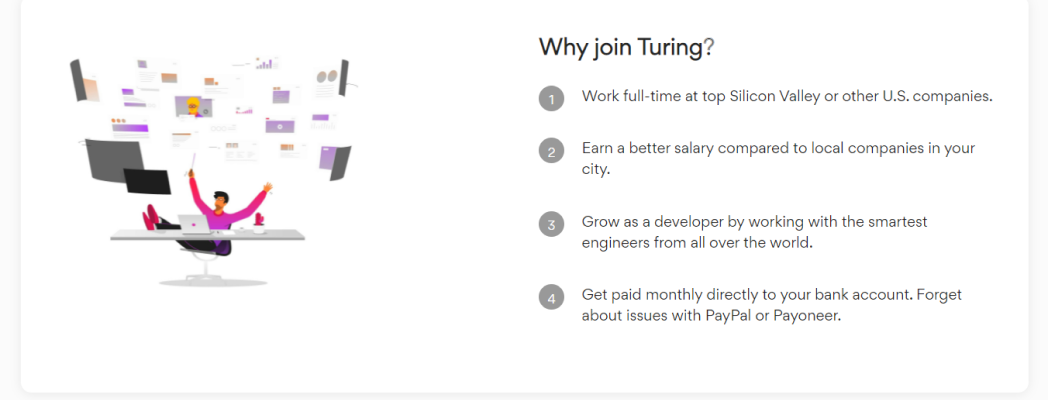 Why join Turing?
1 Work full-time at top Silicon Valley or other U.S. companies.
2 Earn a better salary compared to local companies in your
city.
3 Grow as a developer by working with the smartest
engineers from all over the world.
4 Get paid monthly directly to your bank account. Forget
about issues with PayPal or Payoneer.